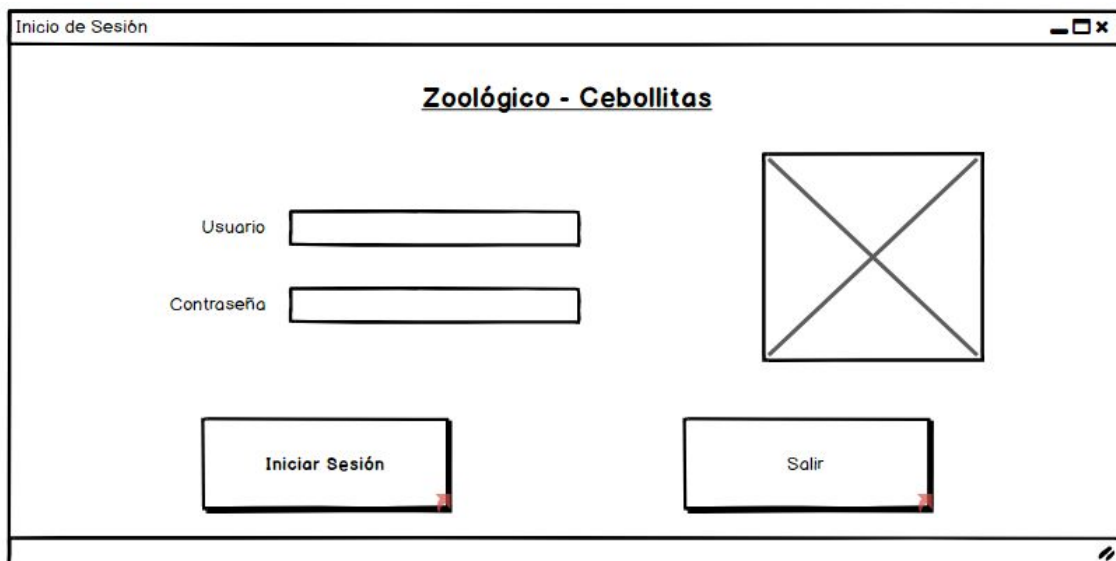 Inicio de Sesión
Zoológico - Cebollitas
Usuario
Contraseña
Iniciar Sesión
Salir